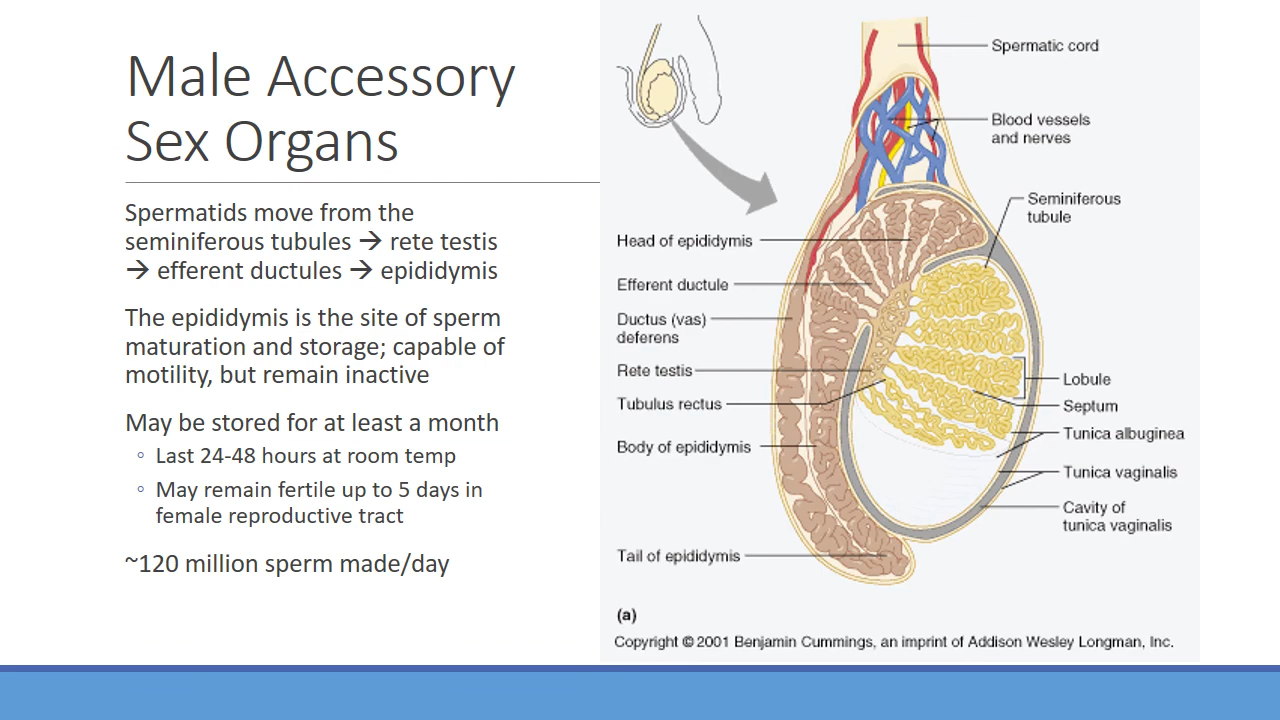 Male Accessory
Sex Organs
Spermatids move from the
seminiferous tubules → rete testis
→ efferent ductules → epididymis
The epididymis is the site of sperm
maturation and storage; capable of
motility, but remain inactive
May be stored for at least a month
◦ Last 24-48 hours at room temp
◦ May remain fertile up to 5 days in
female reproductive tract
~120 million sperm made/day
Spermatic cord
Blood vessels
and nerves
Seminiferous
tubule
Head of epididymis
Efferent ductule
Ductus (vas)
deferens
Rete testis
Tubulus rectus
Body of epididymis
Tail of epididymis
Lobule
Septum
Tunica albuginea
Tunica vaginalis
Cavity of
tunica vaginalis
(a)
Copyright © 2001 Benjamin Cummings, an imprint of Addison Wesley Longman, Inc.